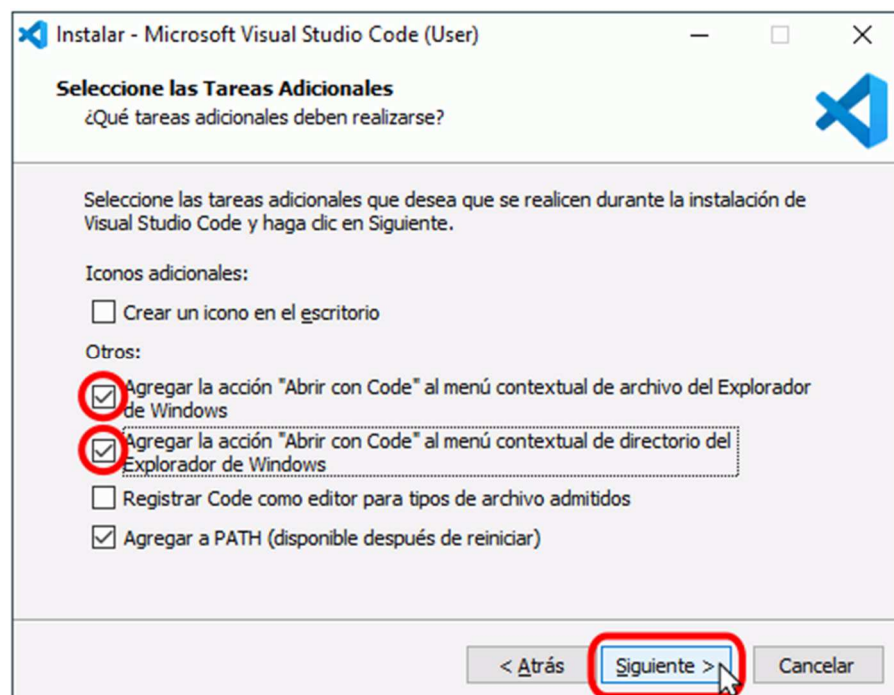 Instalar - Microsoft Visual Studio Code (User)
Seleccione las Tareas Adicionales
¿Qué tareas adicionales deben realizarse?
Seleccione las tareas adicionales que desea que se realicen durante la instalación de
Visual Studio Code y haga clic en Siguiente.
Iconos adicionales:
Crear un icono en el escritorio
Otros:
Agregar la acción "Abrir con Code" al menú contextual de archivo del Explorador
de Windows
Agregar la acción "Abrir con Code" al menú contextual de directorio del
Explorador de Windows
Registrar Code como editor para tipos de archivo admitidos
Agregar a PATH (disponible después de reiniciar)
< Atrás Siguiente > Cancelar